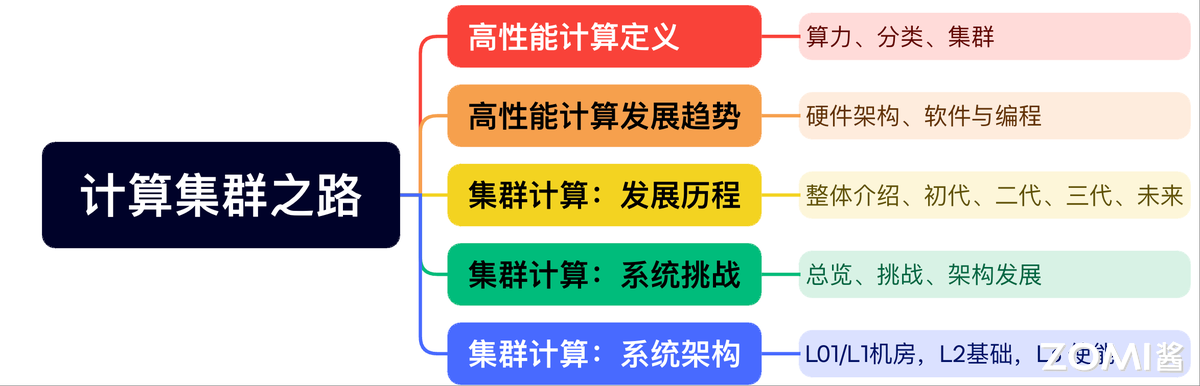 计算集群之路
高性能计算定义
算力、分类、集群
高性能计算发展趋势
硬件架构、软件与编程
集群计算：发展历程
整体介绍、初代、二代、三代、未来
集群计算：系统挑战
总览、挑战、架构发展
集群计算：系统架构
L01/L1机房，L2基础，L3 使能
ZOMI酱